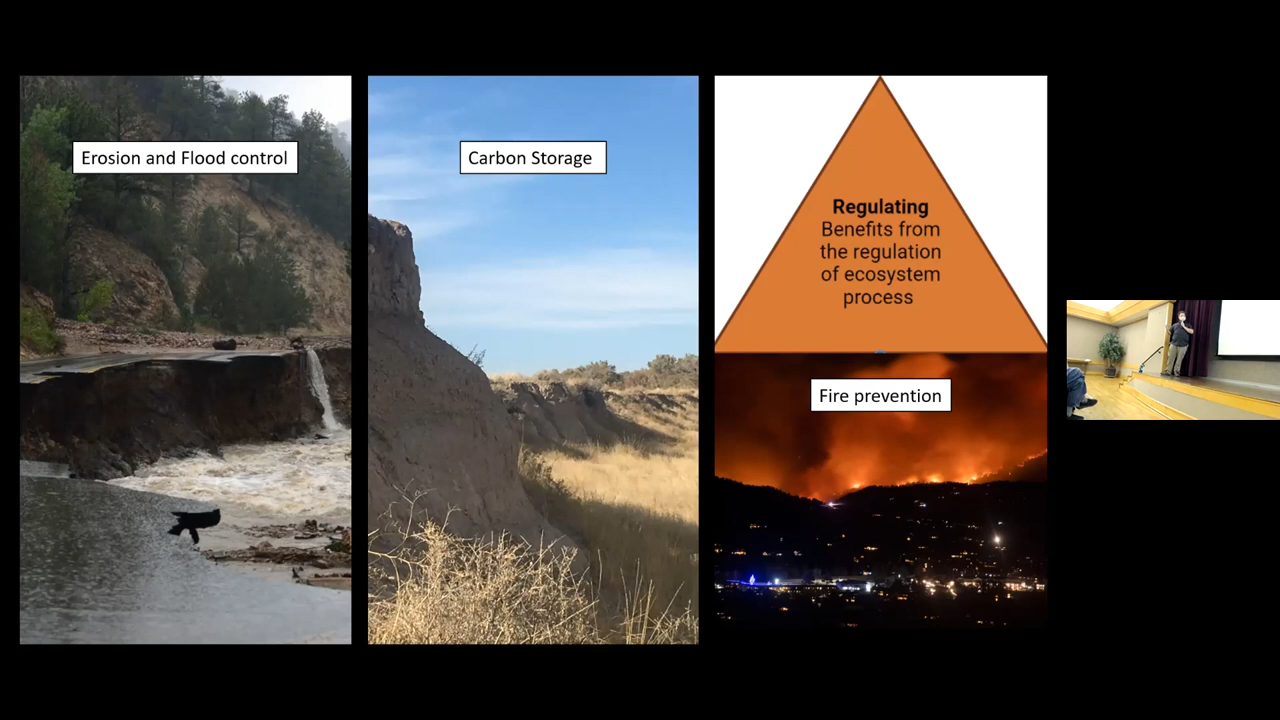 Erosion and Flood control
Carbon Storage
Regulating
Benefits from
the regulation
of ecosystem
process
Fire prevention